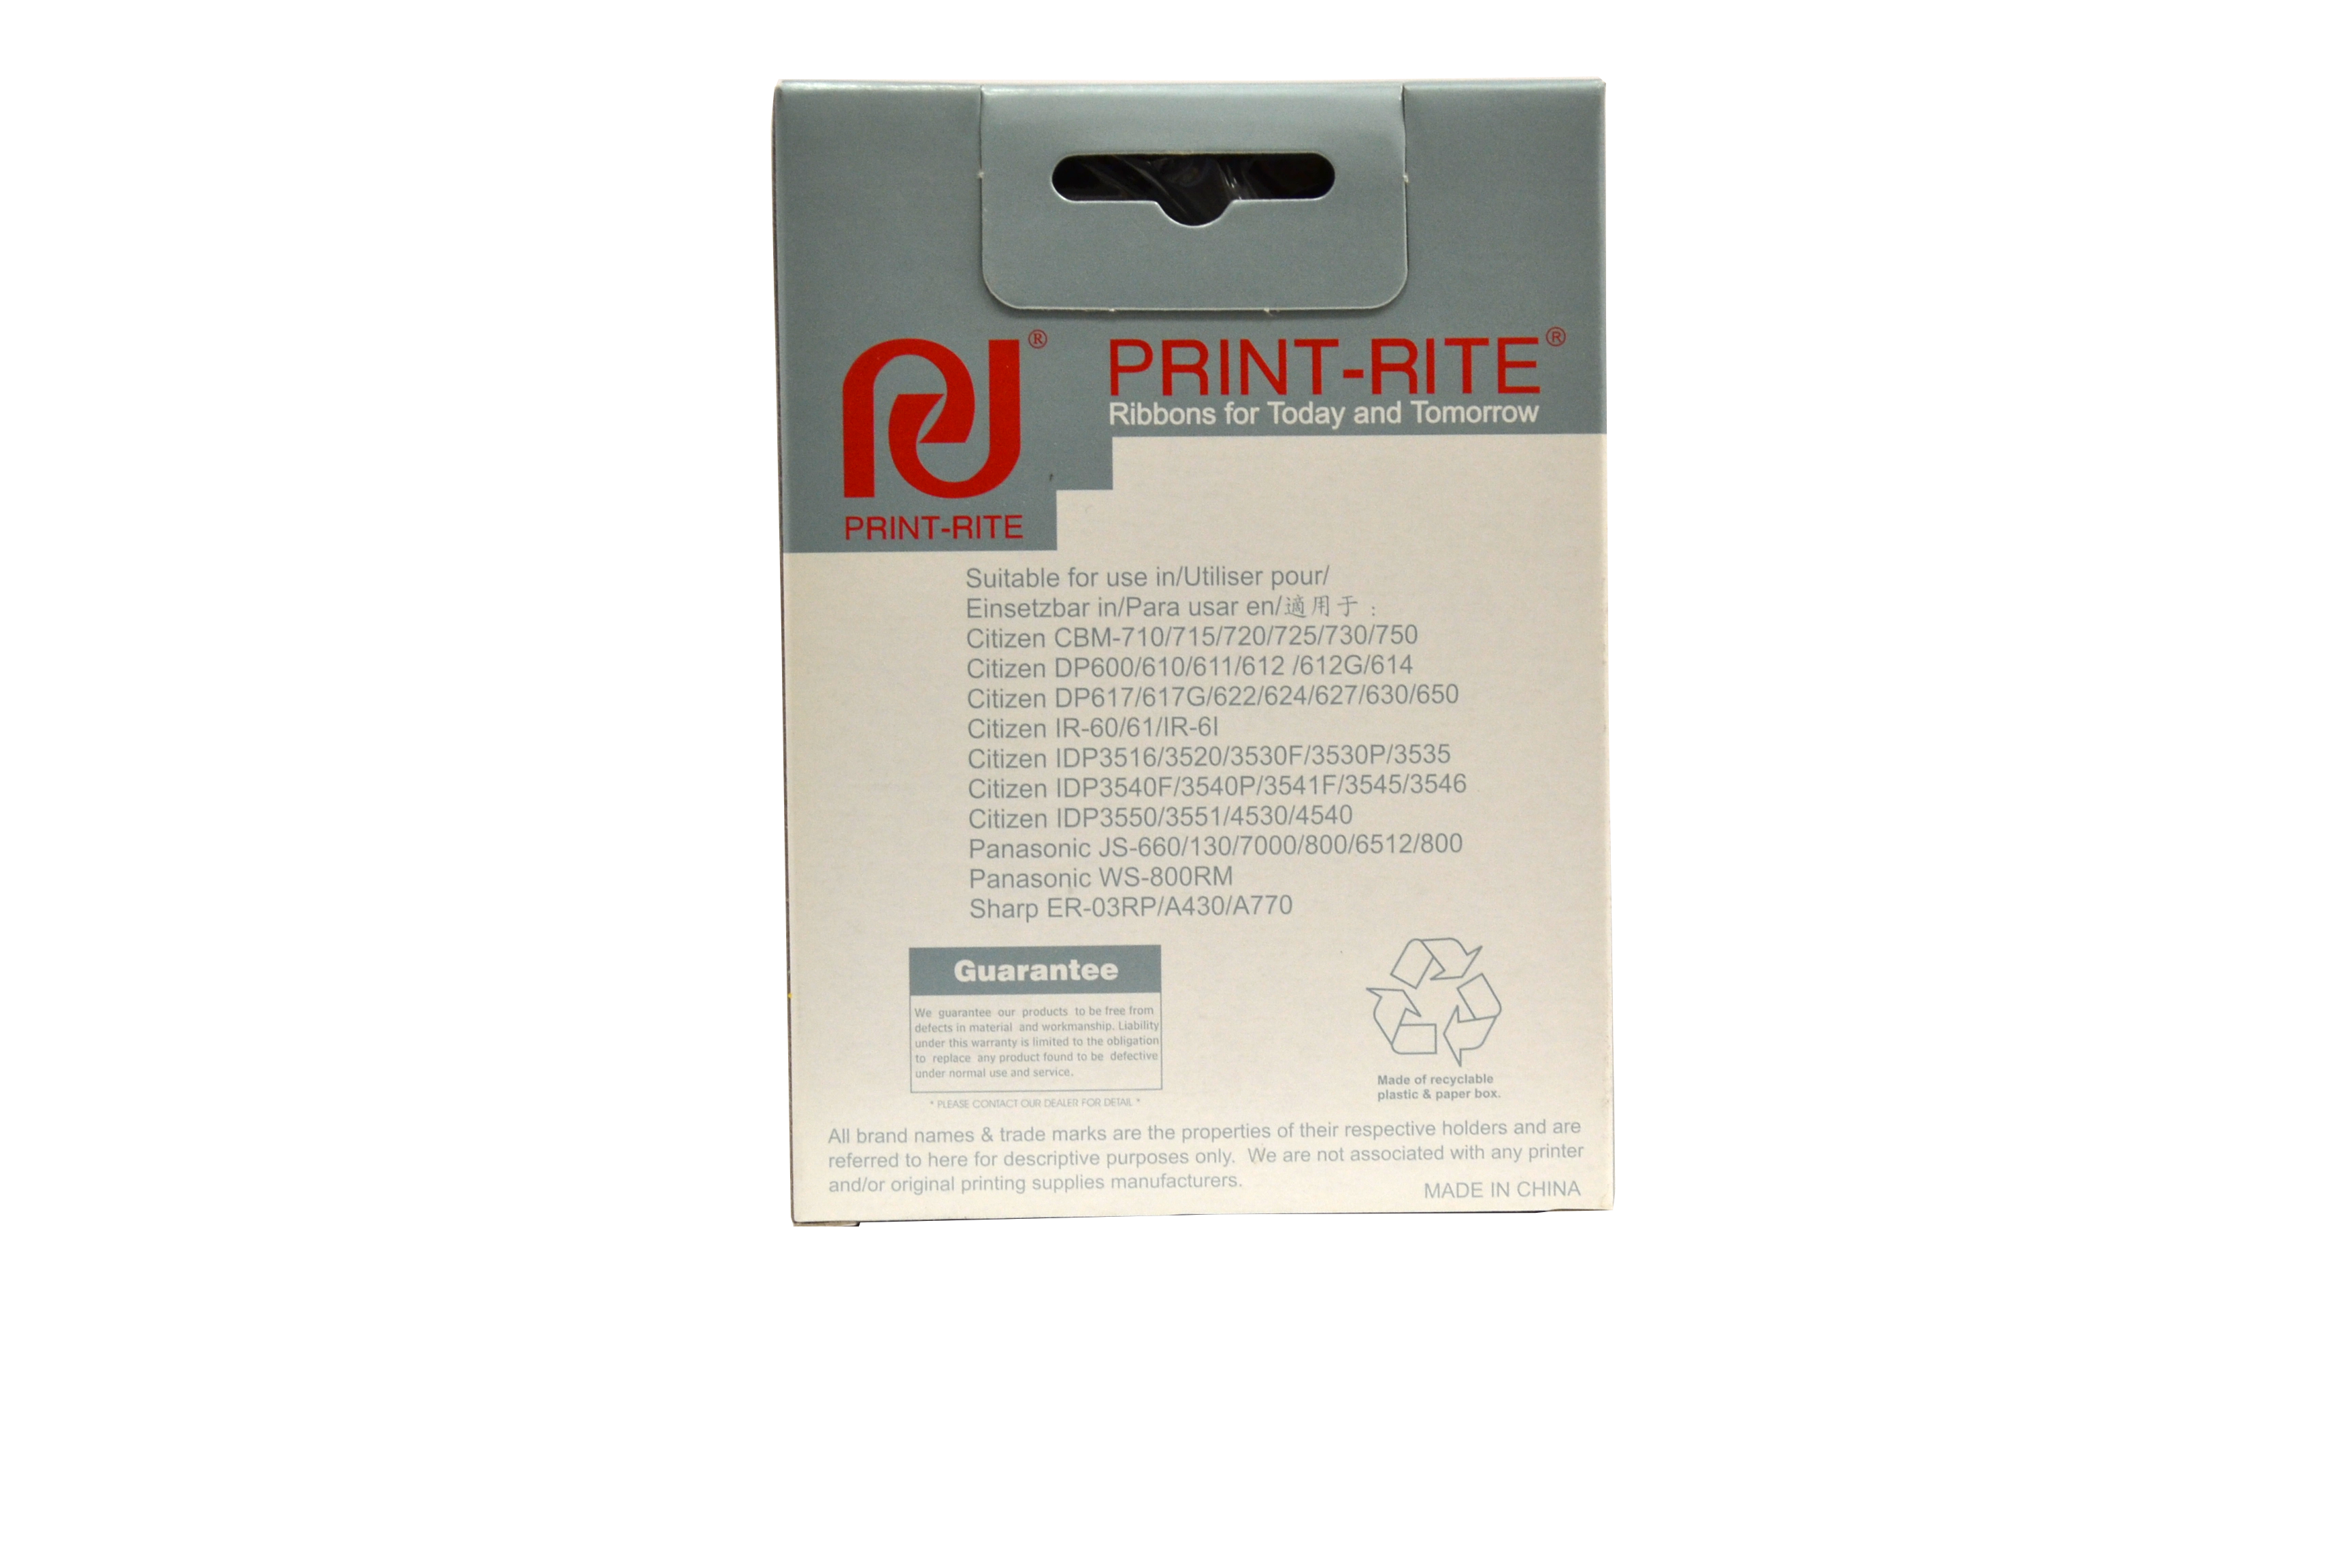 ®
PRINT-RITE®
Ribbons for Today and Tomorrow
PRINT-RITE
Suitable for use in/Utiliser pour/
Einsetzbar in/Para usar en/適用于：
Citizen CBM-710/715/720/725/730/750
Citizen DP600/610/611/612 /612G/614
Citizen DP617/617G/622/624/627/630/650
Citizen IR-60/61/IR-6I
Citizen IDP3516/3520/3530F/3530P/3535
Citizen IDP3540F/3540P/3541F/3545/3546
Citizen IDP3550/3551/4530/4540
Panasonic JS-660/130/7000/800/6512/800
Panasonic WS-800RM
Sharp ER-03RP/A430/A770
Guarantee
We guarantee our products to be free from
defects in material and workmanship. Liability
under this warranty is limited to the obligation
to replace any product found to be defective
under normal use and service.
* PLEASE CONTACT OUR DEALER FOR DETAIL *
Made of recyclable
plastic & paper box.
All brand names & trade marks are the properties of their respective holders and are
referred to here for descriptive purposes only. We are not associated with any printer
and/or original printing supplies manufacturers.
MADE IN CHINA